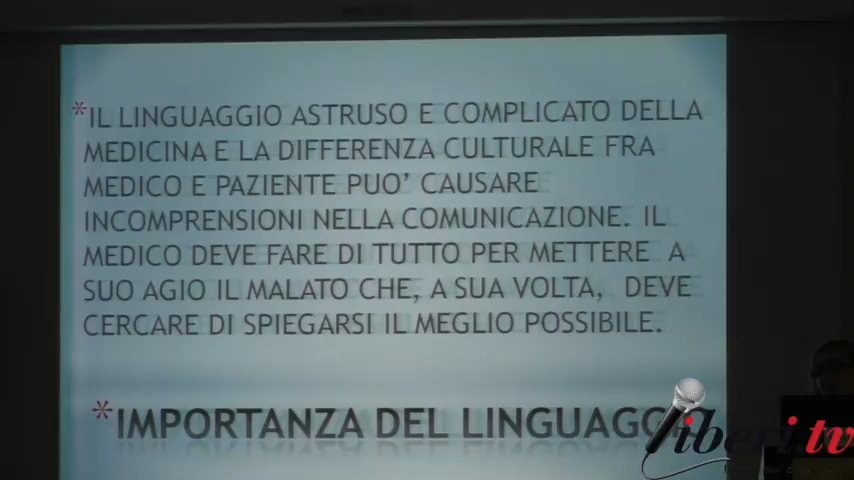 *IL LINGUAGGIO ASTRUSO E COMPLICATO DELLA
MEDICINA E LA DIFFERENZA CULTURALE FRA
MEDICO E PAZIENTE PUO' CAUSARE
INCOMPRENSIONI NELLA COMUNICAZIONE. IL
MEDICO DEVE FARE DI TUTTO PER METTERE A
SUO AGIO IL MALATO CHE, A SUA VOLTA, DEVE
CERCARE DI SPIEGARSI IL MEGLIO POSSIBILE.
*IMPORTANZA DEL LINGUAGG
liberi.tv